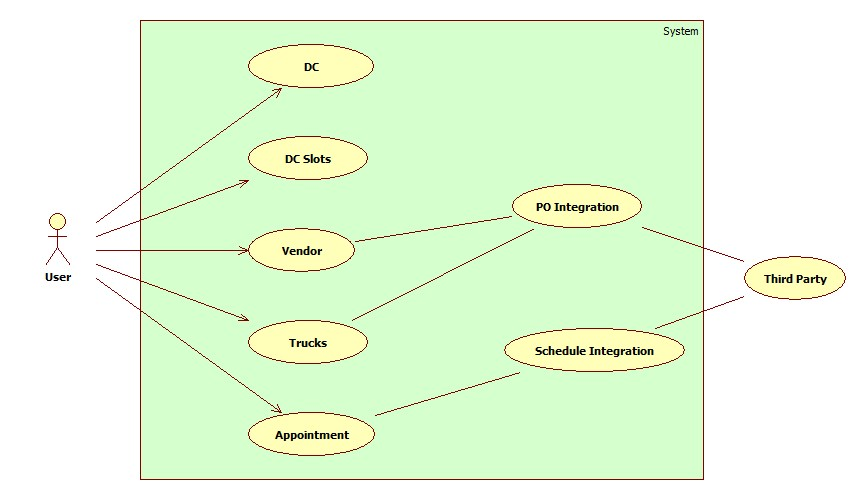 System
DC
DC Slots
PO Integration
Vendor
User
Third Party
Trucks
Schedule Integration
Appointment